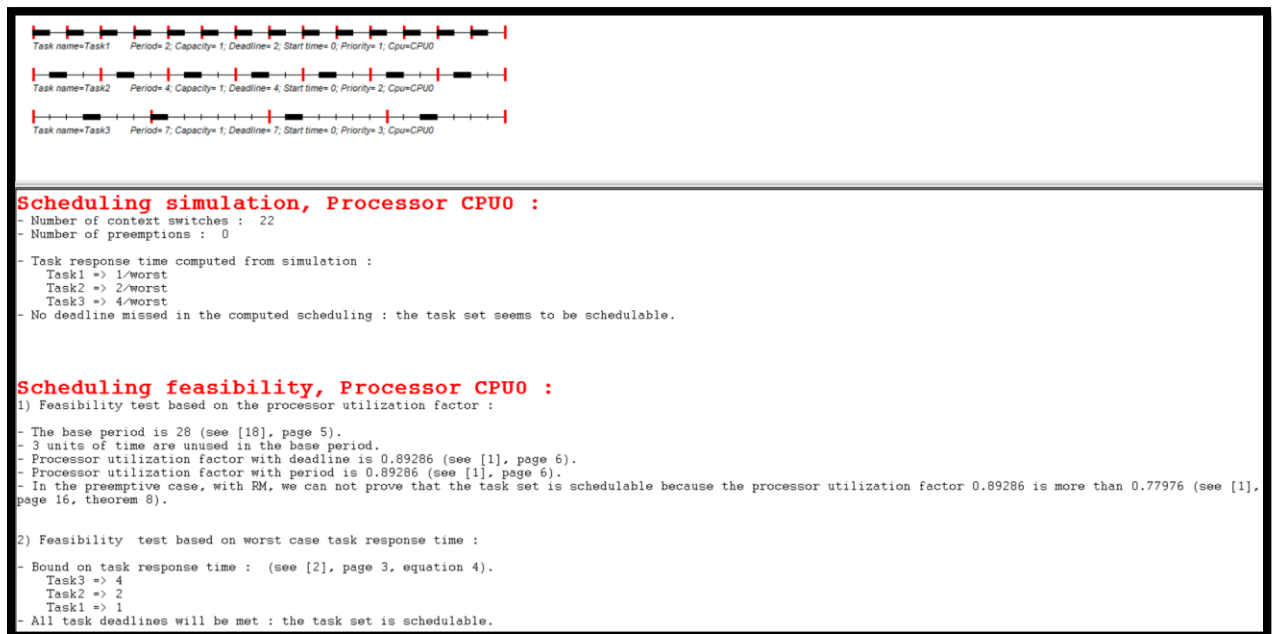 Task name=Task1 Period= 2; Capacity= 1; Deadline= 2; Start time= 0; Priority= 1; Cpu=CPU0
Task name=Task2 Period= 4; Capacity= 1; Deadline= 4; Start time= 0; Priority= 2; Cpu=CPU0
Task name=Task3 Period= 7; Capacity= 1; Deadline= 7; Start time= 0; Priority= 3; Cpu=CPU0
Scheduling simulation, Processor CPU0 :
- Number of context switches : 22
- Number of preemptions : 0
- Task response time computed from simulation :
Task1 => 1/worst
Task2 => 2/worst
Task3 => 4/worst
- No deadline missed in the computed scheduling : the task set seems to be schedulable.
Scheduling feasibility, Processor CPU0 :
1) Feasibility test based on the processor utilization factor :
- The base period is 28 (see [18], page 5).
- 3 units of time are unused in the base period.
- Processor utilization factor with deadline is 0.89286 (see [1], page 6).
- Processor utilization factor with period is 0.89286 (see [1], page 6).
- In the preemptive case, with RM, we can not prove that the task set is schedulable because the processor utilization factor 0.89286 is more than 0.77976 (see [1],
page 16, theorem 8).
2) Feasibility test based on worst case task response time :
- Bound on task response time : (see [2], page 3, equation 4).
Task3 => 4
Task2 => 2
Task1 => 1
- All task deadlines will be met : the task set is schedulable.